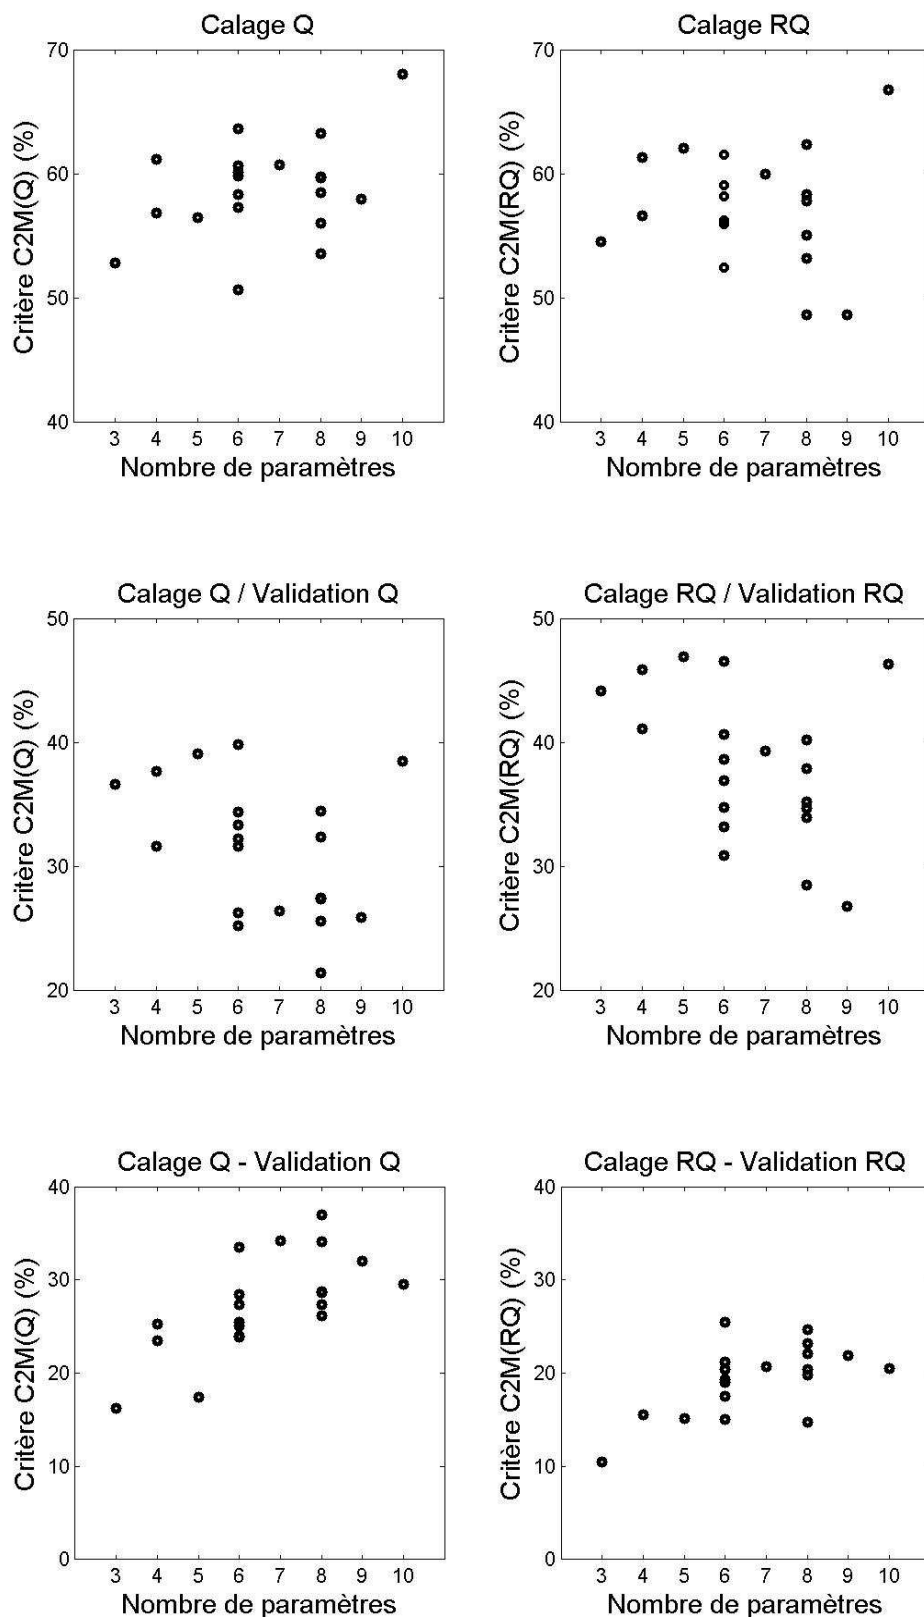 Calage Q
70
60
50
40
Critère C2M(Q) (%)
3 4 5 6 7 8 9 10
Nombre de paramètres
Calage RQ
70
60
50
40
Critère C2M(RQ) (%)
3 4 5 6 7 8 9 10
Nombre de paramètres
Calage Q / Validation Q
50
40
30
20
Critère C2M(Q) (%)
3 4 5 6 7 8 9 10
Nombre de paramètres
Calage RQ / Validation RQ
50
40
30
20
Critère C2M(RQ) (%)
3 4 5 6 7 8 9 10
Nombre de paramètres
Calage Q - Validation Q
40
30
20
10
0
Critère C2M(Q) (%)
3 4 5 6 7 8 9 10
Nombre de paramètres
Calage RQ - Validation RQ
40
30
20
10
0
Critère C2M(RQ) (%)
3 4 5 6 7 8 9 10
Nombre de paramètres